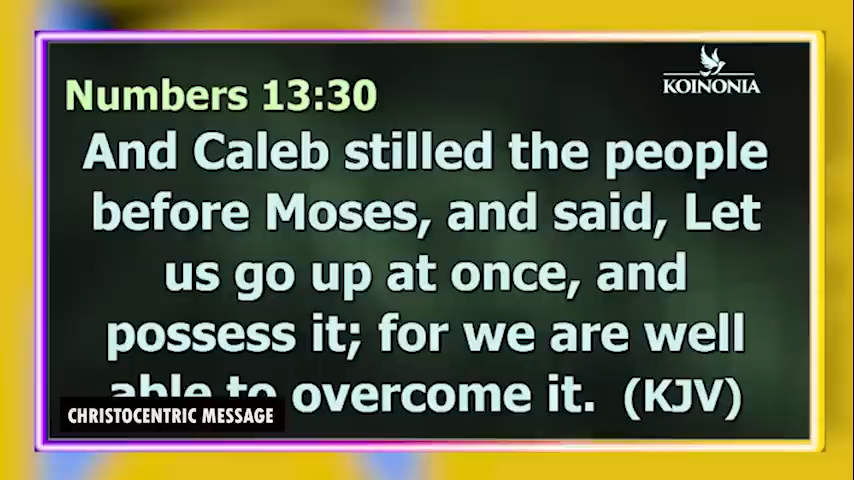 KOINONIA
Numbers 13:30
And Caleb stilled the people
before Moses, and said, Let
us go up at once, and
possess it; for we are well
able to overcome it. (KJV)
CHRISTOCENTRIC MESSAGE